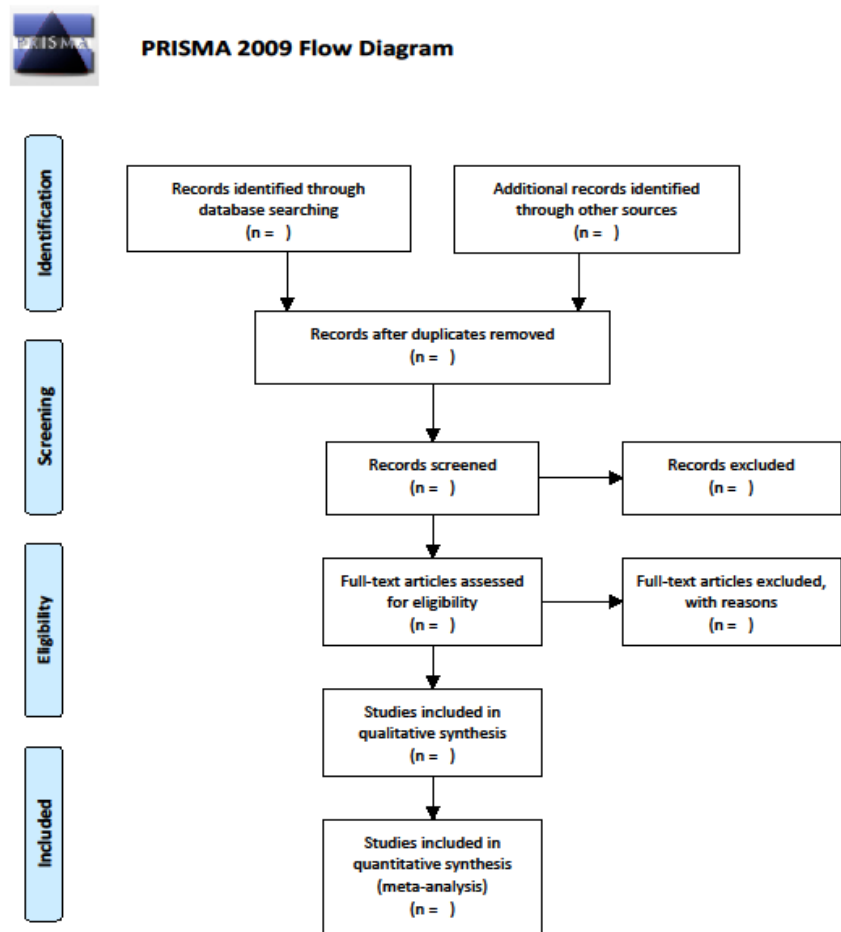 PRISMA
PRISMA 2009 Flow Diagram
Identification
Records identified through
database searching
(n = )
Additional records identified
through other sources
(n = )
Records after duplicates removed
(n = )
Screening
Records screened
(n = )
Records excluded
(n = )
Eligibility
Full-text articles assessed
for eligibility
(n = )
Full-text articles excluded,
with reasons
(n = )
Studies included in
qualitative synthesis
(n = )
Included
Studies included in
quantitative synthesis
(meta-analysis)
(n = )